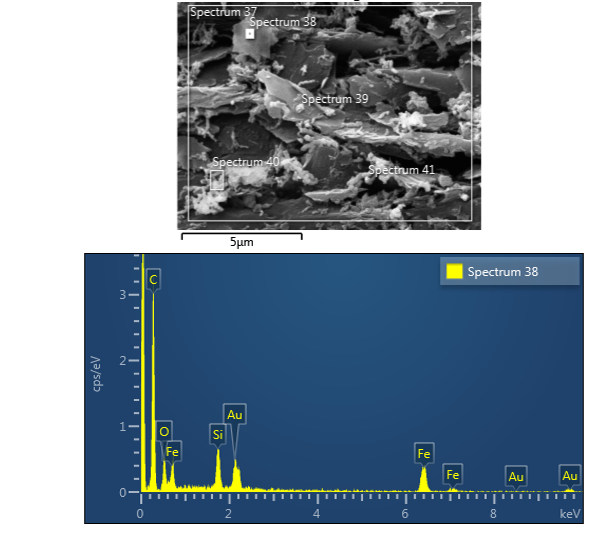 Spectrum 37
Spectrum 38
Spectrum 39
Spectrum 40
Spectrum 41
5µm
Spectrum 38
cps/eV
3
2
1
0
C
O
Fe
Si
Au
Fe
Fe
Au
Au
0 2 4 6 8 keV